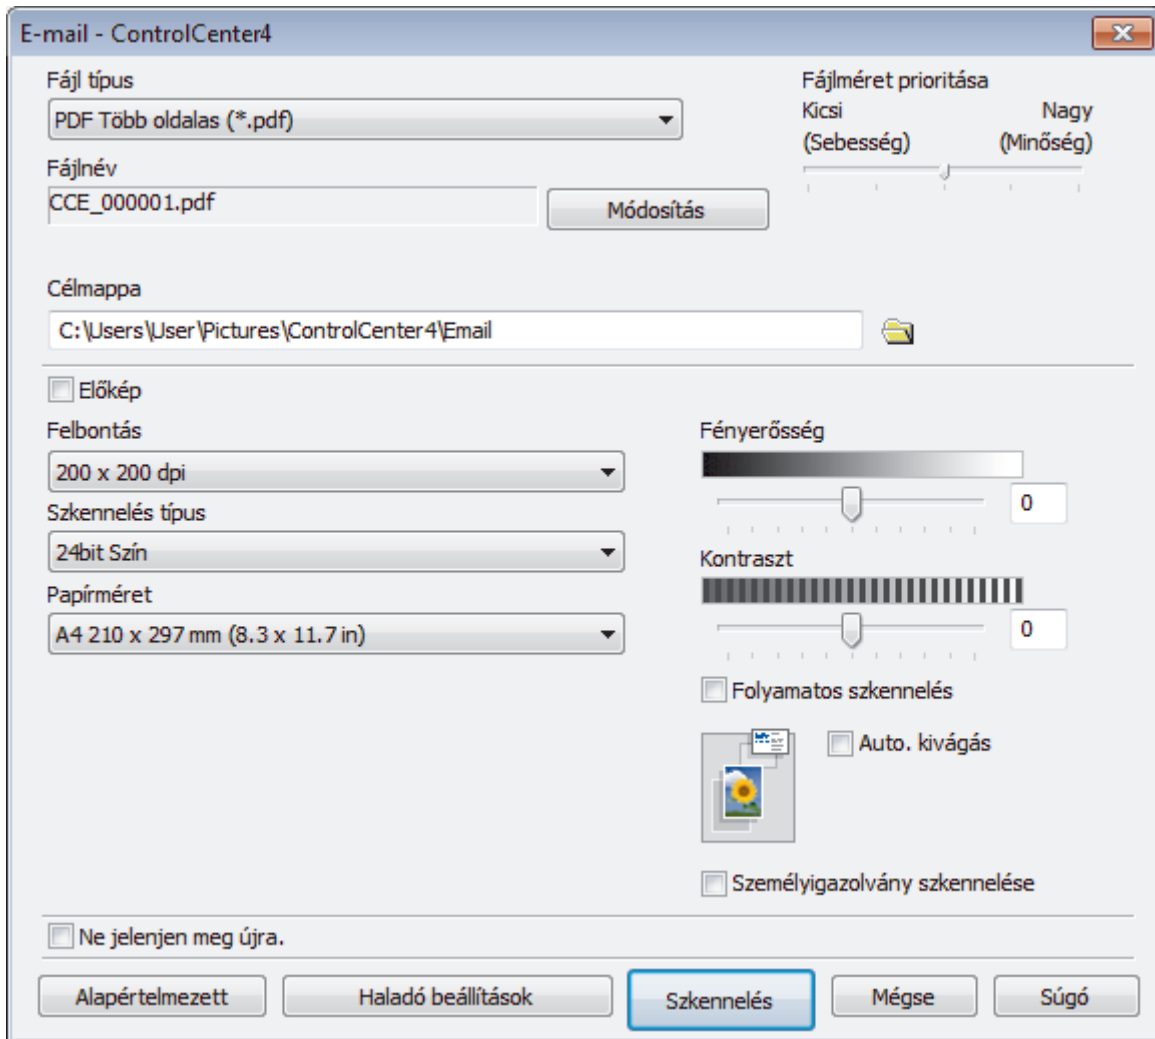 E-mail - ControlCenter4
Fájl típus
PDF Több oldalas (*.pdf)
Fájlnév
CCE_000001.pdf
Módosítás
Fájlméret prioritása
Kicsi Nagy
(Sebesség) (Minőség)
Célmappa
C:\Users\User\Pictures\ControlCenter4\Email
Előkép
Felbontás
200 x 200 dpi
Szkennelés típus
24bit Szín
Papírméret
A4 210 x 297 mm (8.3 x 11.7 in)
Fényerősség
0
Kontraszt
0
Folyamatos szkennelés
Auto. kivágás
Személyigazolvány szkennelése
Ne jelenjen meg újra.
Alapértelmezett Haladó beállítások Szkennelés Mégse Súgó